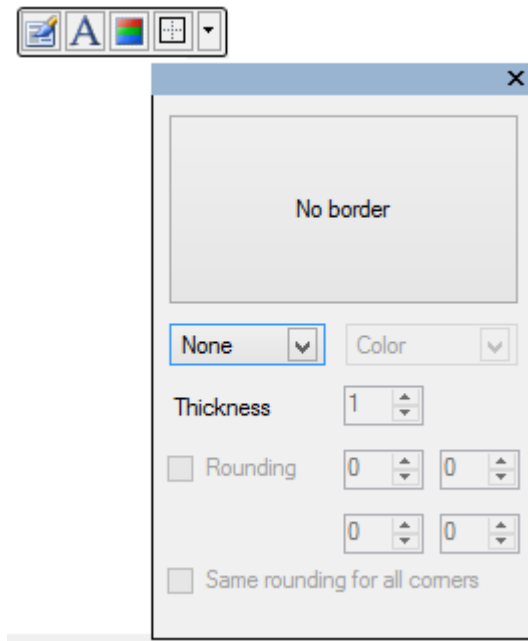 A
No border
None Color
Thickness 1
Rounding 0 0
0 0
Same rounding for all corners